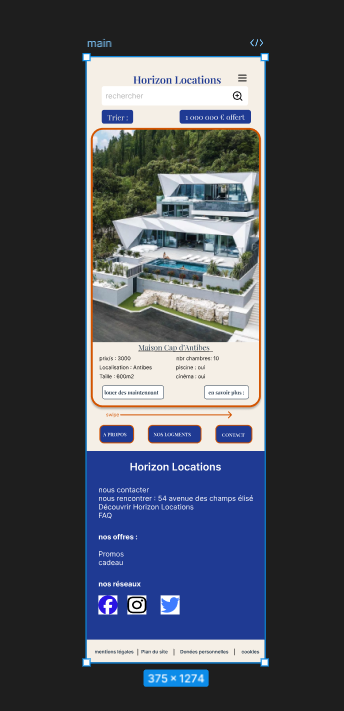 main
Horizon Locations
rechercher
Trier :
1 000 000 € offert
Maison Cap d'Antibes
prix/s : 3000
nbr chambres: 10
Localisation : Antibes
piscine : oui
Taille : 600m2
cinéma : oui
louer des maintennant
en savoir plus :
swipe
A PROPOS
NOS LOGMENTS
CONTACT
Horizon Locations
nous contacter
nous rencontrer : 54 avenue des champs élisé
Découvrir Horizon Locations
FAQ
nos offres :
Promos
cadeau
nos réseaux
mentions légales | Plan du site | Données personnelles | cookies
375 × 1274